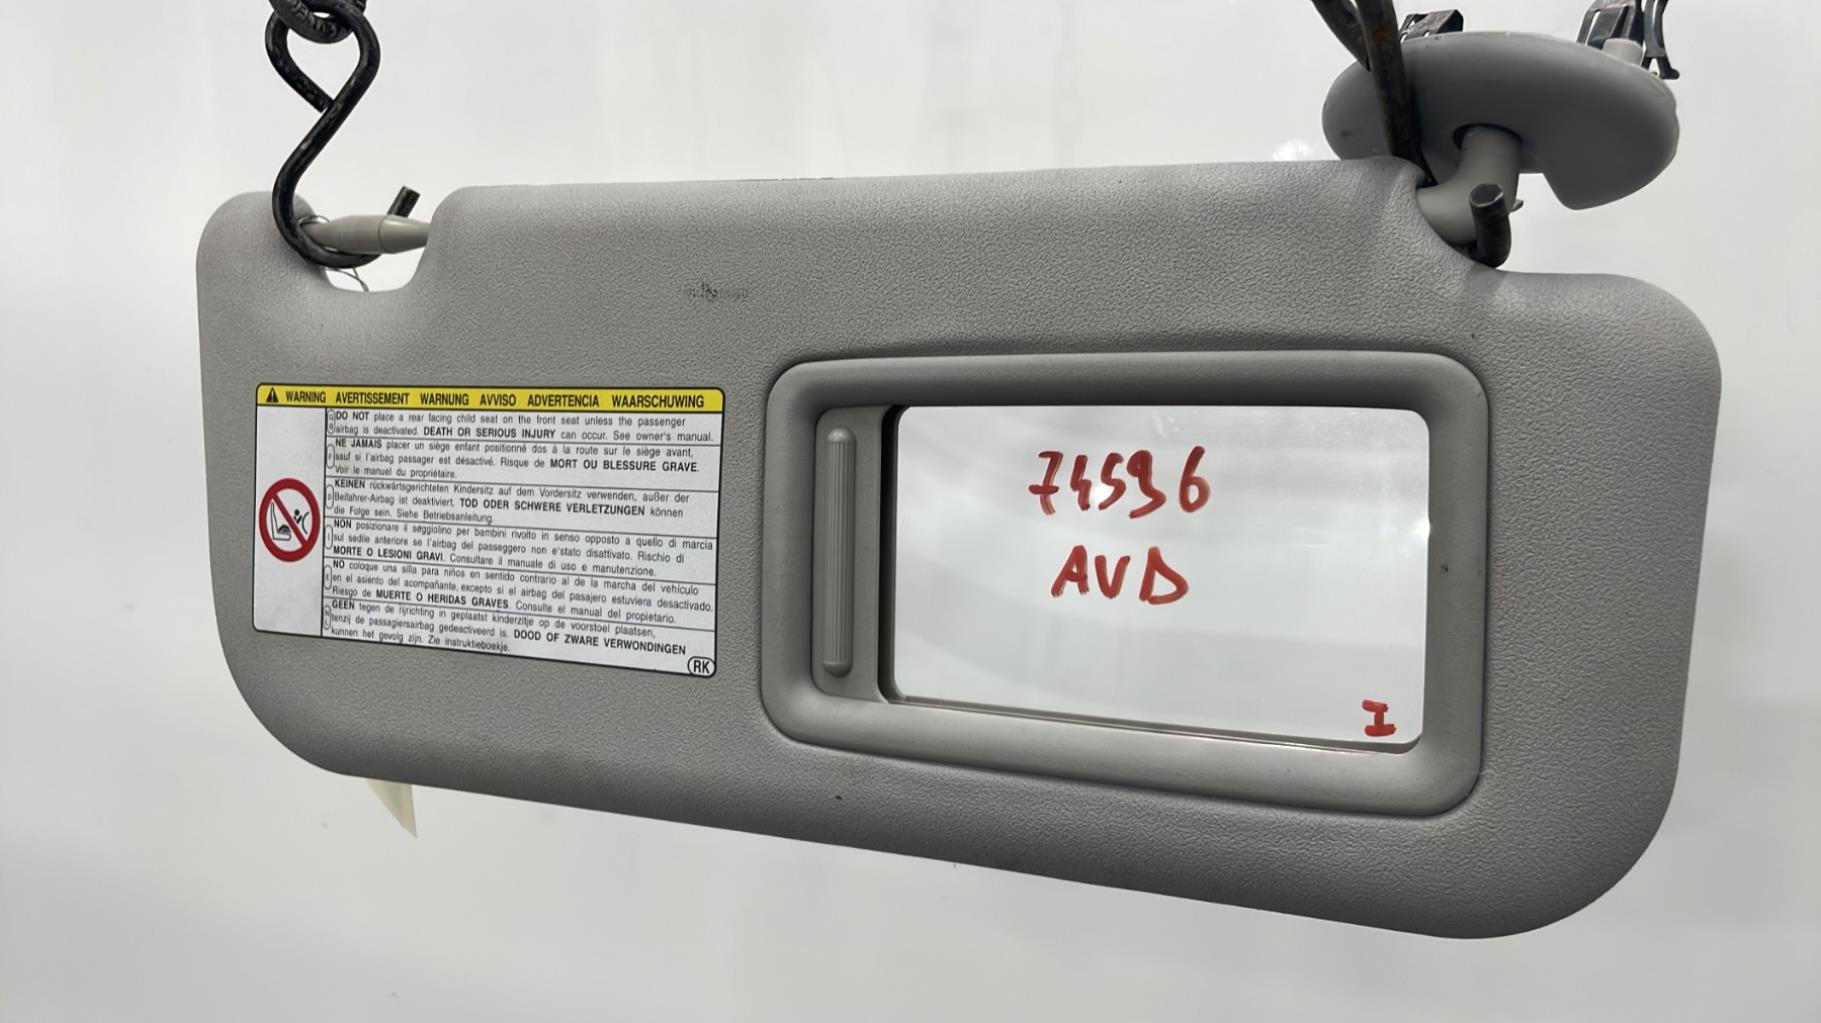 WARNING AVERTISSEMENT WARNUNG AVVISO ADVERTENCIA WAARSCHUWING
GB DO NOT place a rear facing child seat on the front seat unless the passenger
airbag is deactivated. DEATH OR SERIOUS INJURY can occur. See owner's manual.
F NE JAMAIS placer un siège enfant positionné dos à la route sur le siège avant,
sauf si l'airbag passager est désactivé. Risque de MORT OU BLESSURE GRAVE.
Voir le manuel du propriétaire.
D KEINEN rückwärtsgerichteten Kindersitz auf dem Vordersitz verwenden, außer der
Beifahrer-Airbag ist deaktiviert. TOD ODER SCHWERE VERLETZUNGEN können
die Folge sein. Siehe Betriebsanleitung.
I NON posizionare il seggiolino per bambini rivolto in senso opposto a quello di marcia
sul sedile anteriore se l'airbag del passeggero non e'stato disattivato. Rischio di
MORTE O LESIONI GRAVI. Consultare il manuale di uso e manutenzione.
E NO coloque una silla para niños en sentido contrario al de la marcha del vehículo
en el asiento del acompañante, excepto si el airbag del pasajero estuviera desactivado.
Riesgo de MUERTE O HERIDAS GRAVES. Consulte el manual del propietario.
NL GEEN tegen de rijrichting in geplaatst kinderzitje op de voorstoel plaatsen,
tenzij de passagiersairbag gedeactiveerd is. DOOD OF ZWARE VERWONDINGEN
kunnen het gevolg zijn. Zie instruktieboekje.
RK
74596
AVD
I